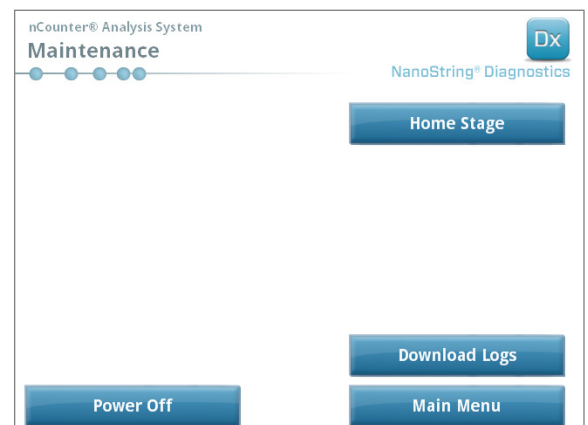 nCounter® Analysis System
Maintenance
Dx
NanoString® Diagnostics
Home Stage
Download Logs
Power Off
Main Menu